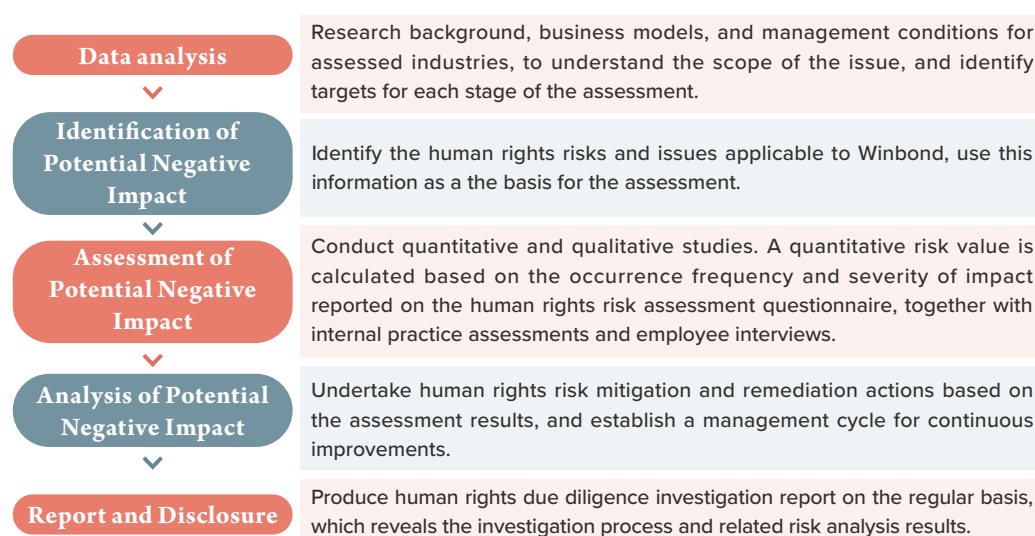 Data analysis
Research background, business models, and management conditions for
assessed industries, to understand the scope of the issue, and identify
targets for each stage of the assessment.
Identification of
Potential Negative
Impact
Identify the human rights risks and issues applicable to Winbond, use this
information as a the basis for the assessment.
Assessment of
Potential Negative
Impact
Conduct quantitative and qualitative studies. A quantitative risk value is
calculated based on the occurrence frequency and severity of impact
reported on the human rights risk assessment questionnaire, together with
internal practice assessments and employee interviews.
Analysis of Potential
Negative Impact
Undertake human rights risk mitigation and remediation actions based on
the assessment results, and establish a management cycle for continuous
improvements.
Report and Disclosure
Produce human rights due diligence investigation report on the regular basis,
which reveals the investigation process and related risk analysis results.